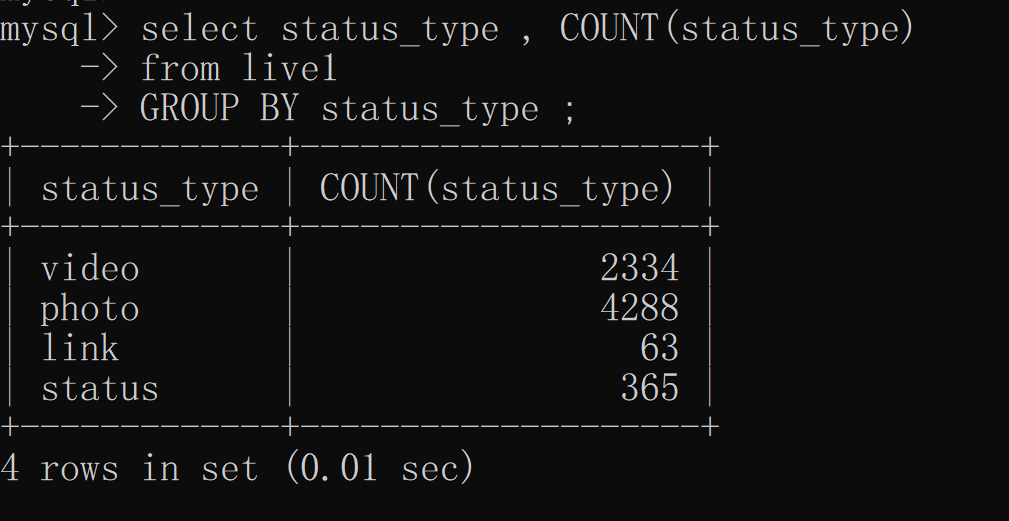 mysql> select status_type , COUNT(status_type)
    -> from live1
    -> GROUP BY status_type ;
+-------------+--------------------+
| status_type | COUNT(status_type) |
+-------------+--------------------+
| video       |               2334 |
| photo       |               4288 |
| link        |                 63 |
| status      |                365 |
+-------------+--------------------+
4 rows in set (0.01 sec)